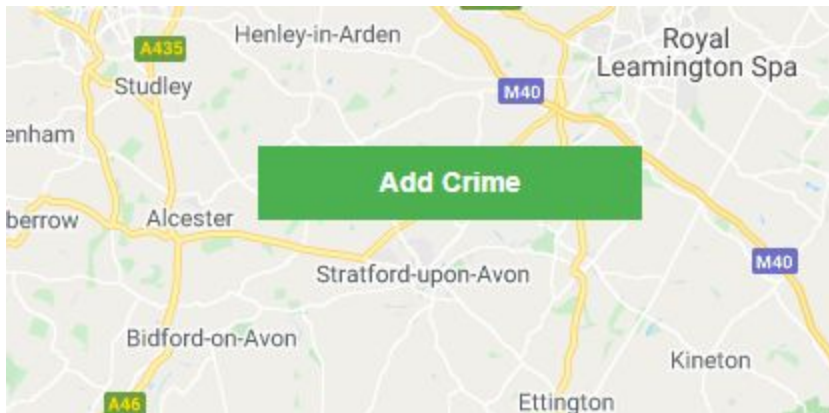 Henley-in-Arden
A435
Royal
Leamington Spa
Studley
M40
enham
Add Crime
berrow
Alcester
M40
Stratford-upon-Avon
Bidford-on-Avon
Kineton
A46
Ettington